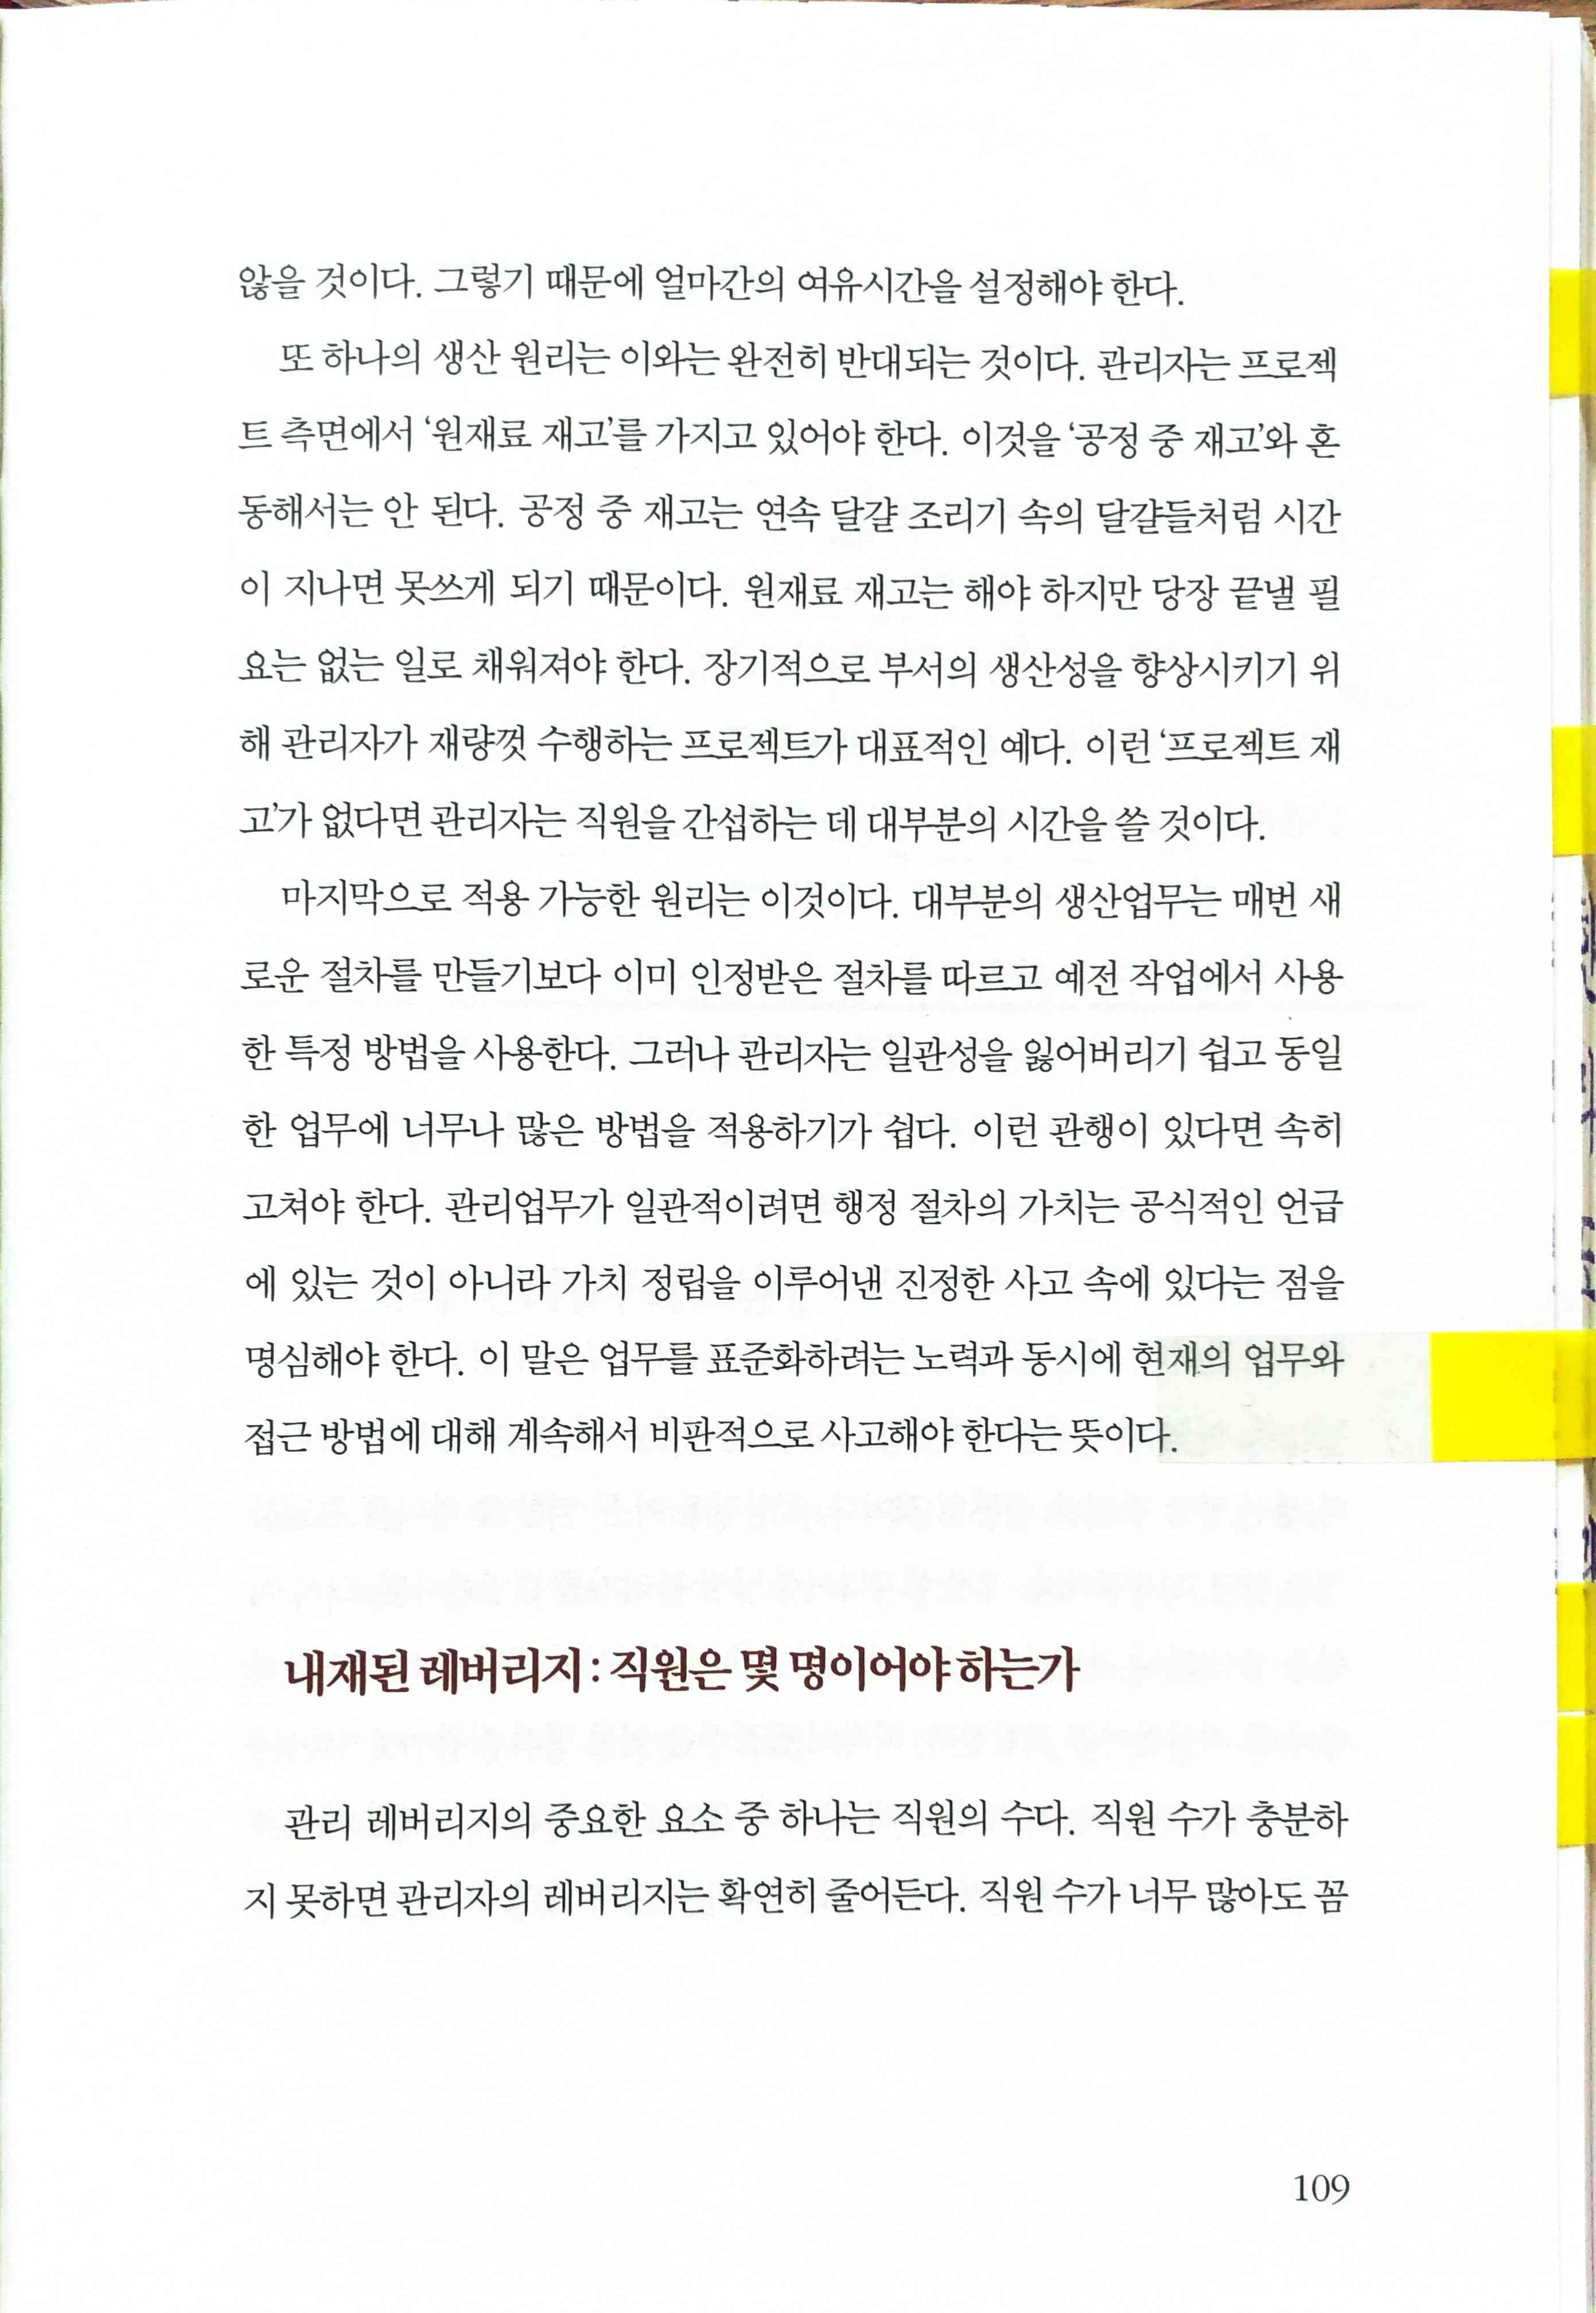 않을 것이다. 그렇기 때문에 얼마간의 여유시간을 설정해야 한다.
또 하나의 생산 원리는 이와는 완전히 반대되는 것이다. 관리자는 프로젝
트 측면에서 ‘원재료 재고’를 가지고 있어야 한다. 이것을 ‘공정 중 재고’와 혼
동해서는 안 된다. 공정 중 재고는 연속 달걀 조리기 속의 달걀들처럼 시간
이 지나면 못쓰게 되기 때문이다. 원재료 재고는 해야 하지만 당장 끝낼 필
요는 없는 일로 채워져야 한다. 장기적으로 부서의 생산성을 향상시키기 위
해 관리자가 재량껏 수행하는 프로젝트가 대표적인 예다. 이런 ‘프로젝트 재
고’가 없다면 관리자는 직원을 간섭하는 데 대부분의 시간을 쓸 것이다.
마지막으로 적용 가능한 원리는 이것이다. 대부분의 생산업무는 매번 새
로운 절차를 만들기보다 이미 인정받은 절차를 따르고 예전 작업에서 사용
한 특정 방법을 사용한다. 그러나 관리자는 일관성을 잃어버리기 쉽고 동일
한 업무에 너무나 많은 방법을 적용하기가 쉽다. 이런 관행이 있다면 속히
고쳐야 한다. 관리업무가 일관적이려면 행정 절차의 가치는 공식적인 언급
에 있는 것이 아니라 가치 정립을 이루어낸 진정한 사고 속에 있다는 점을
명심해야 한다. 이 말은 업무를 표준화하려는 노력과 동시에 현재의 업무와
접근 방법에 대해 계속해서 비판적으로 사고해야 한다는 뜻이다.
내재된 레버리지 : 직원은 몇 명이어야 하는가
관리 레버리지의 중요한 요소 중 하나는 직원의 수다. 직원 수가 충분하
지 못하면 관리자의 레버리지는 확연히 줄어든다. 직원 수가 너무 많아도 꼼
109